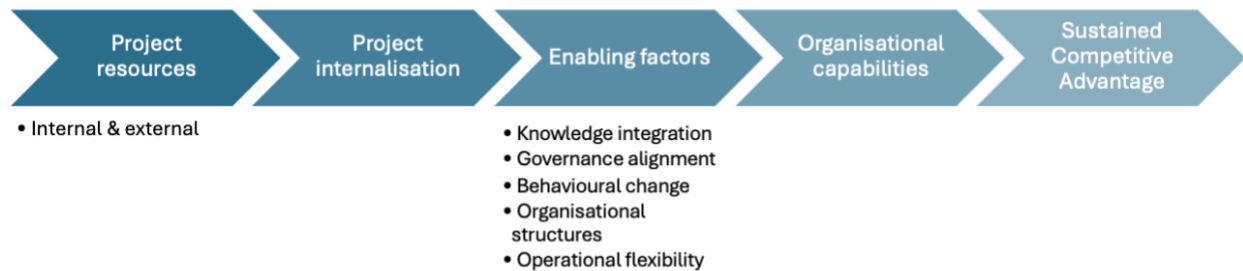 Project
resources
Project
internalisation
Enabling factors
Organisational
capabilities
Sustained
Competitive
Advantage
• Internal & external
• Knowledge integration
• Governance alignment
• Behavioural change
• Organisational
structures
• Operational flexibility